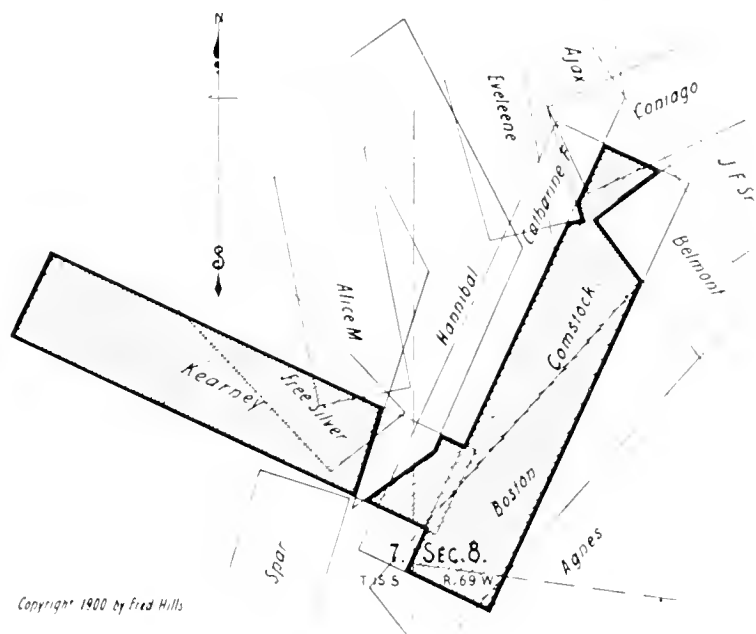 N
Ajax
Eveleene
Coniago
J F Sr
Catharine F
Belmont
S
Hannibal
Alice M
Comstock
Kearney
Free Silver
Boston
7. SEC. 8.
Agnes
Spar
T 15 S R. 69 W
Copyright 1900 by Fred Hills